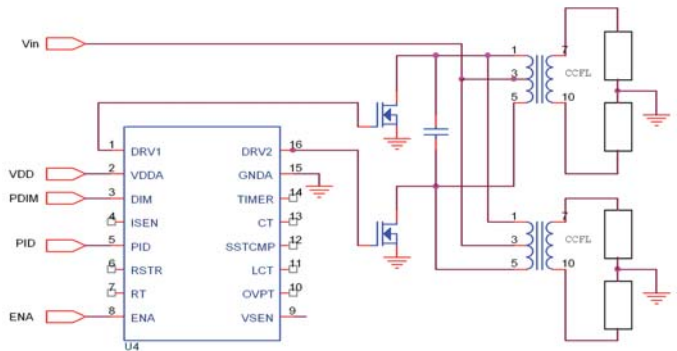 Vin
1
7
3
CCFL
5
10
1
DRV1
DRV2
16
VDD
2
VDDA
GNDA
15
PDIM
3
DIM
TIMER
14
4
ISEN
CT
13
PID
5
PID
SSTCMP
12
6
RSTR
LCT
11
7
RT
OVPT
10
ENA
8
ENA
VSEN
9
U4
1
7
3
CCFL
5
10